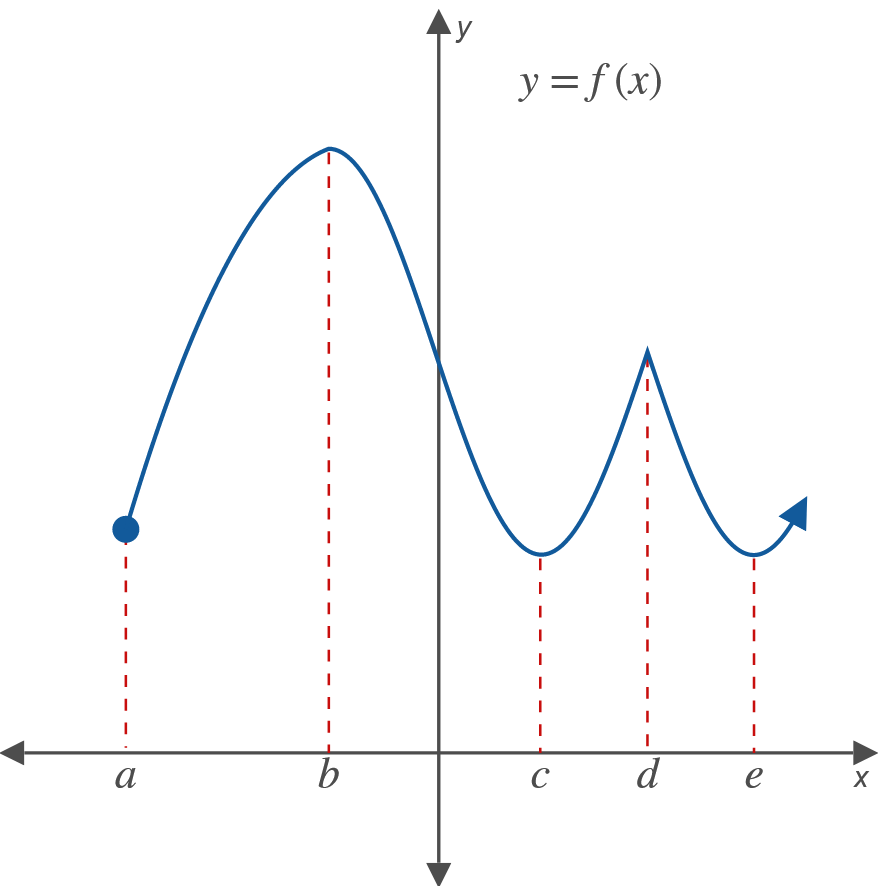 y
y = f (x)
a b c d e x